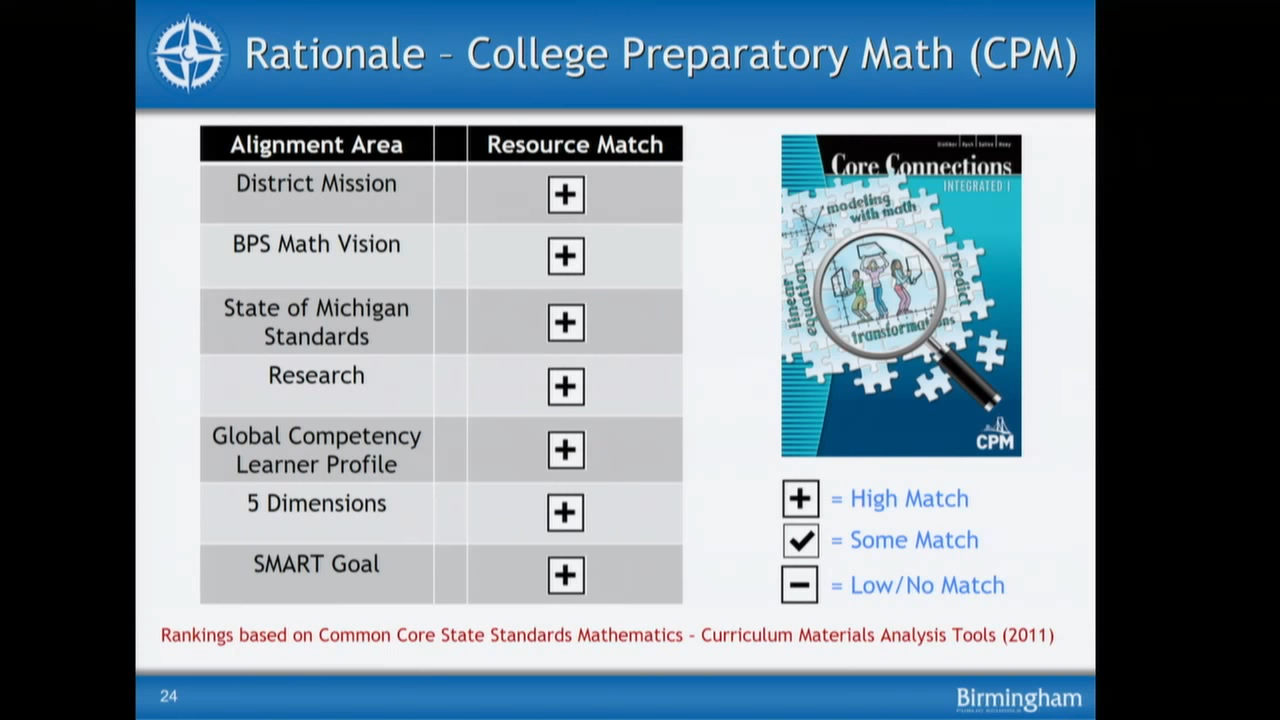 Rationale – College Preparatory Math (CPM)
Alignment Area Resource Match
District Mission +
BPS Math Vision +
State of Michigan
Standards +
Research +
Global Competency
Learner Profile +
5 Dimensions +
SMART Goal +
Core Connections
INTEGRATED I
modeling
with math
linear
equation
predict
transformations
CPM
+ = High Match
✓ = Some Match
− = Low/No Match
Rankings based on Common Core State Standards Mathematics – Curriculum Materials Analysis Tools (2011)
24
Birmingham
PUBLIC SCHOOLS